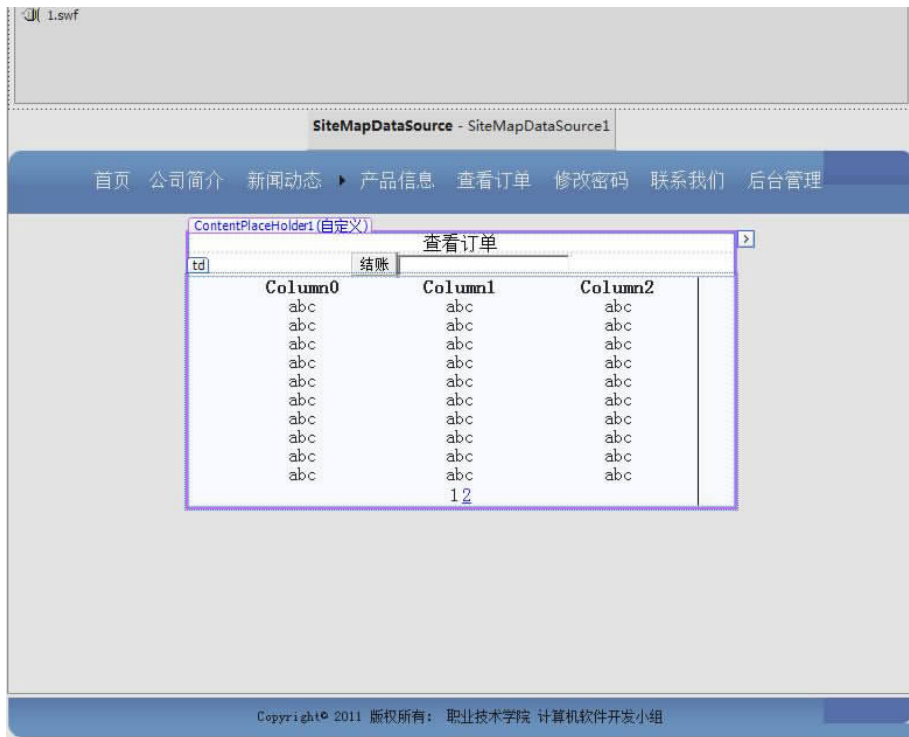 1.swf
SiteMapDataSource - SiteMapDataSource1
首页 公司简介 新闻动态 产品信息 查看订单 修改密码 联系我们 后台管理
ContentPlaceHolder1(自定义)
查看订单
td 结账
Column0 Column1 Column2
abc abc abc
abc abc abc
abc abc abc
abc abc abc
abc abc abc
abc abc abc
abc abc abc
abc abc abc
abc abc abc
abc abc abc
1 2
Copyright© 2011 版权所有: 职业技术学院 计算机软件开发小组